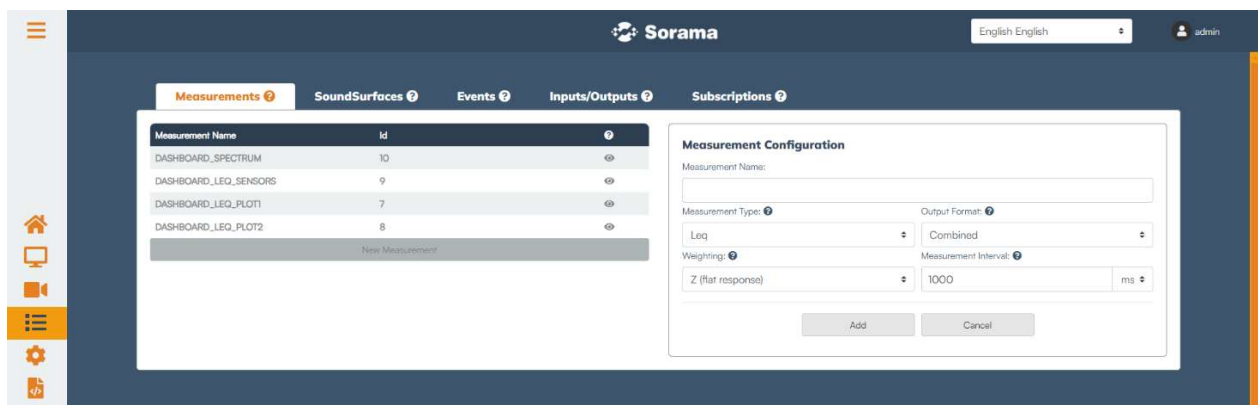 Sorama
English English
admin
Measurements
SoundSurfaces
Events
Inputs/Outputs
Subscriptions
Measurement Name Id
DASHBOARD_SPECTRUM 10
DASHBOARD_LEQ_SENSORS 9
DASHBOARD_LEQ_PLOT1 7
DASHBOARD_LEQ_PLOT2 8
New Measurement
Measurement Configuration
Measurement Name:
Measurement Type: Output Format:
Leq Combined
Weighting: Measurement Interval:
Z (flat response) 1000 ms
Add Cancel